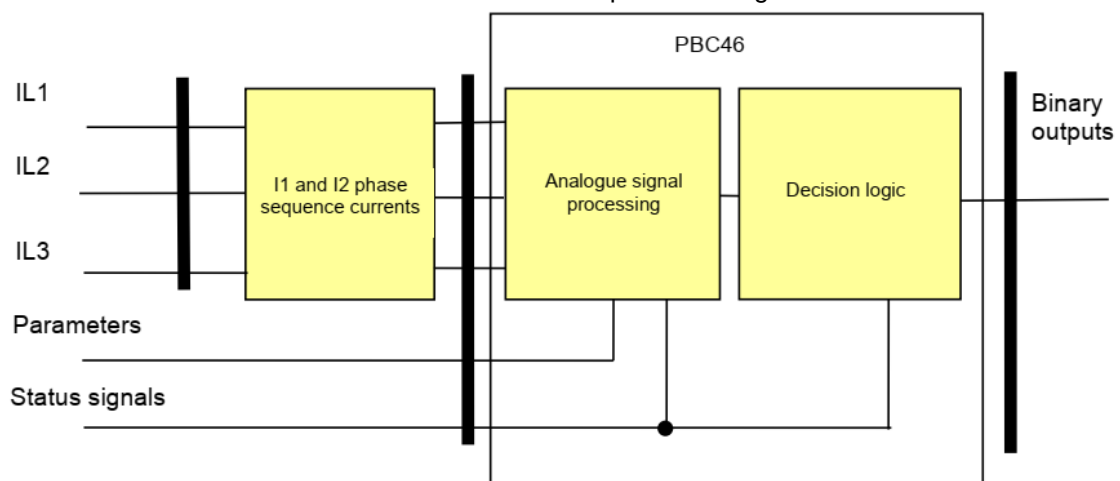 PBC46
IL1
IL2
IL3
I1 and I2 phase
sequence currents
Analogue signal
processing
Decision logic
Binary
outputs
Parameters
Status signals